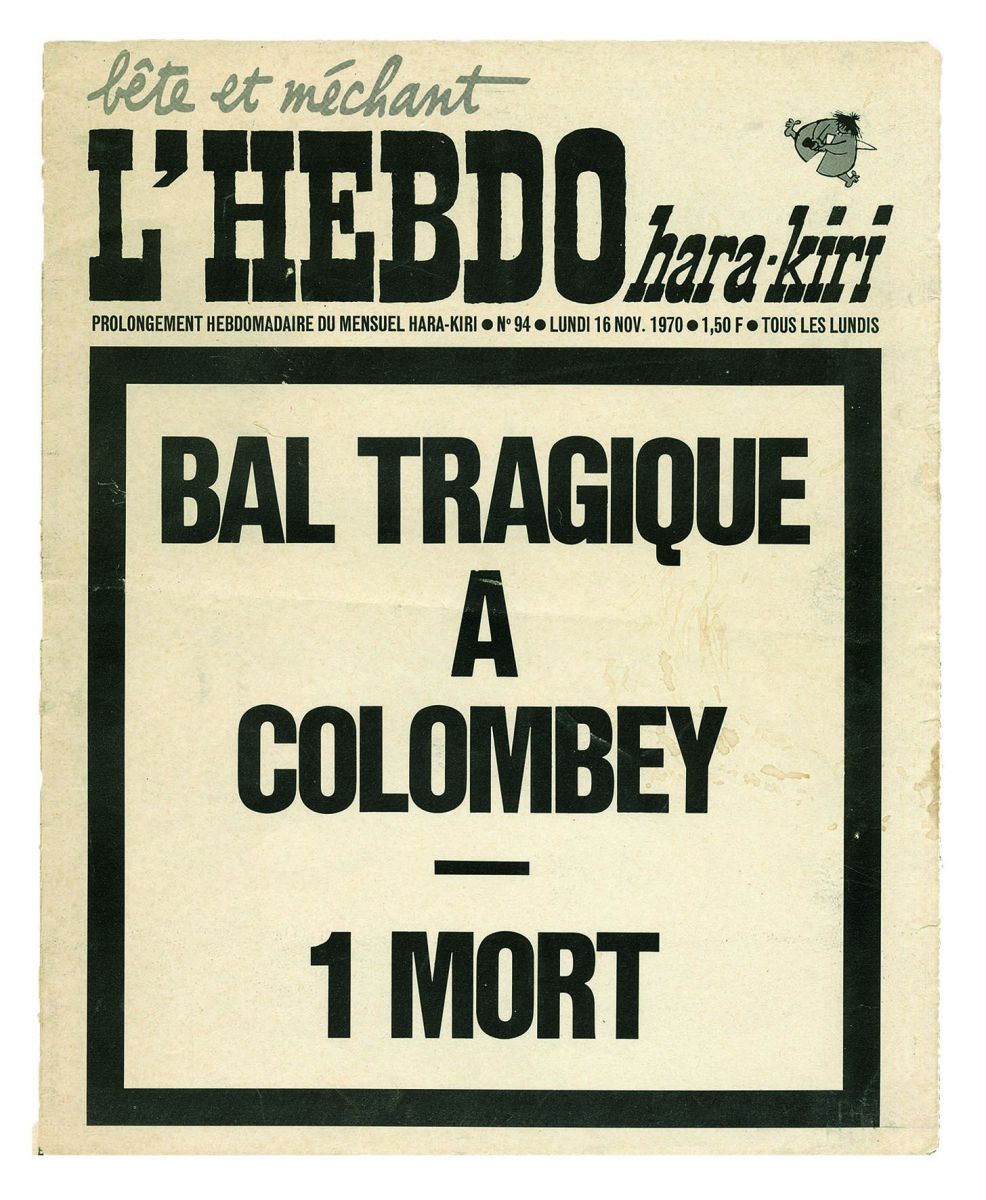 bête et méchant
L'HEBDO hara-kiri
PROLONGEMENT HEBDOMADAIRE DU MENSUEL HARA-KIRI ● Nº 94 ● LUNDI 16 NOV. 1970 ● 1,50 F ● TOUS LES LUNDIS
BAL TRAGIQUE
A
COLOMBEY
—
1 MORT